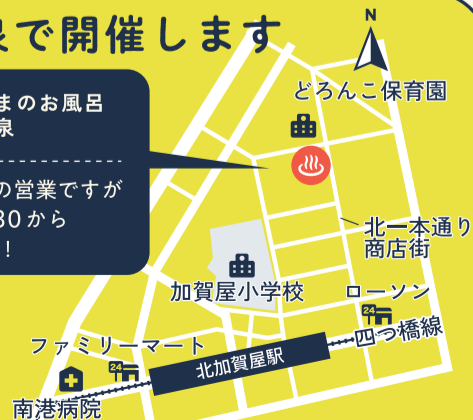 泉で開催します
N
どろんこ保育園
まのお風呂
泉
の営業ですが
30から
！
北一本通り
商店街
加賀屋小学校
ローソン
24
四つ橋線
ファミリーマート
24
北加賀屋駅
南港病院